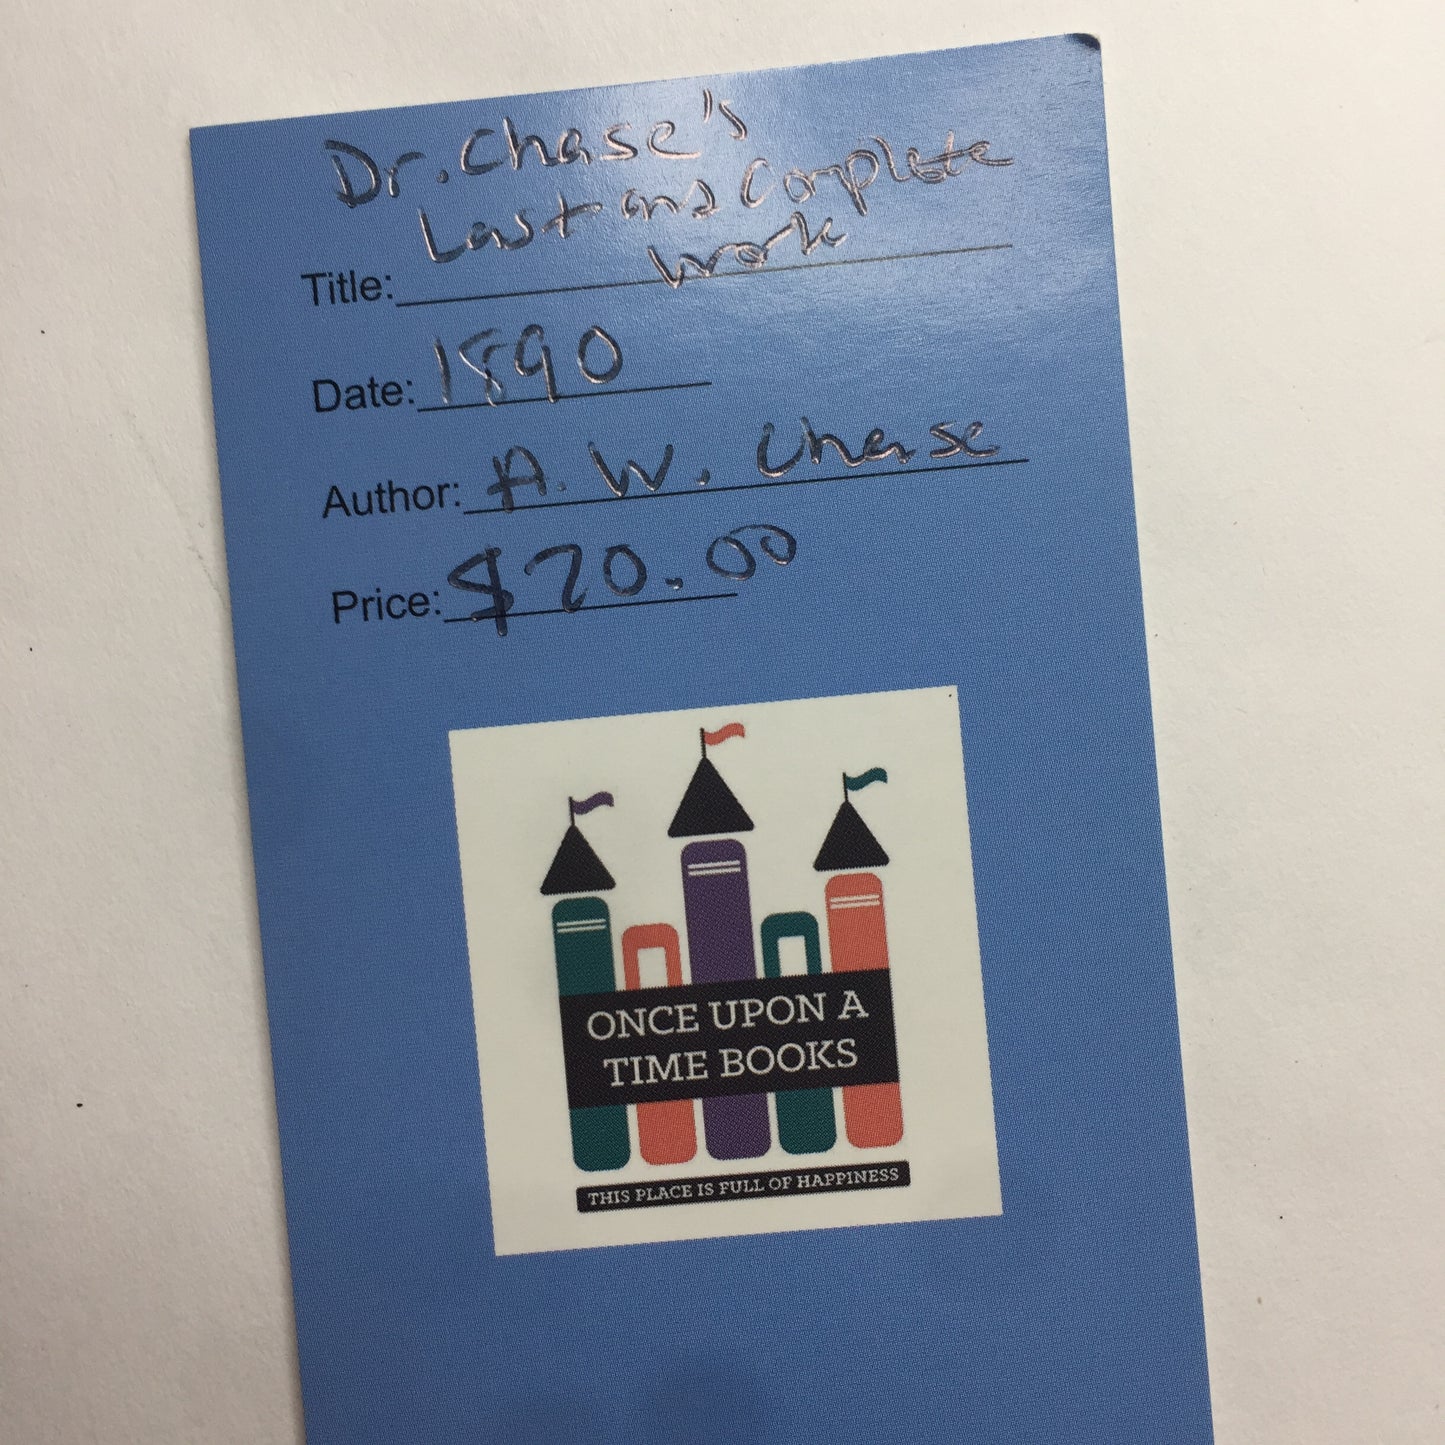 Dr. Chase's
Last and Complete
Work
Title:
Date: 1890
Author: A. W. Chase
Price: $70.00
ONCE UPON A
TIME BOOKS
THIS PLACE IS FULL OF HAPPINESS